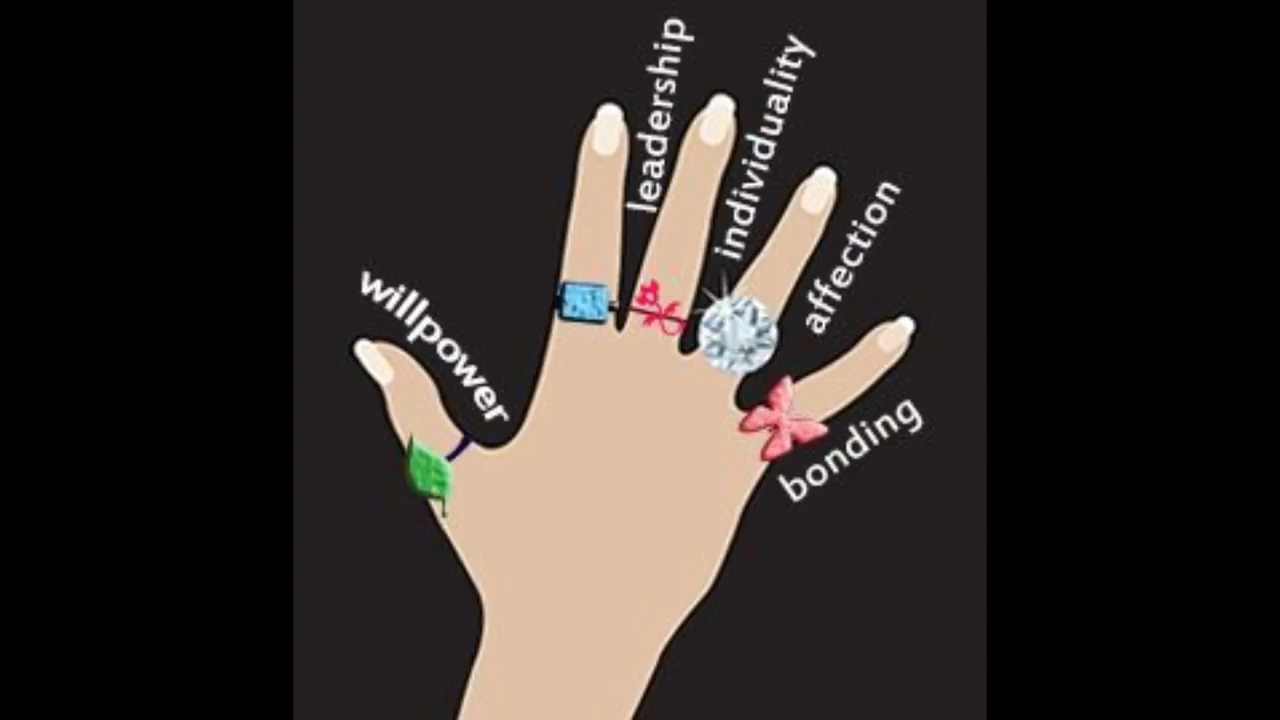 willpower
leadership
individuality
affection
bonding